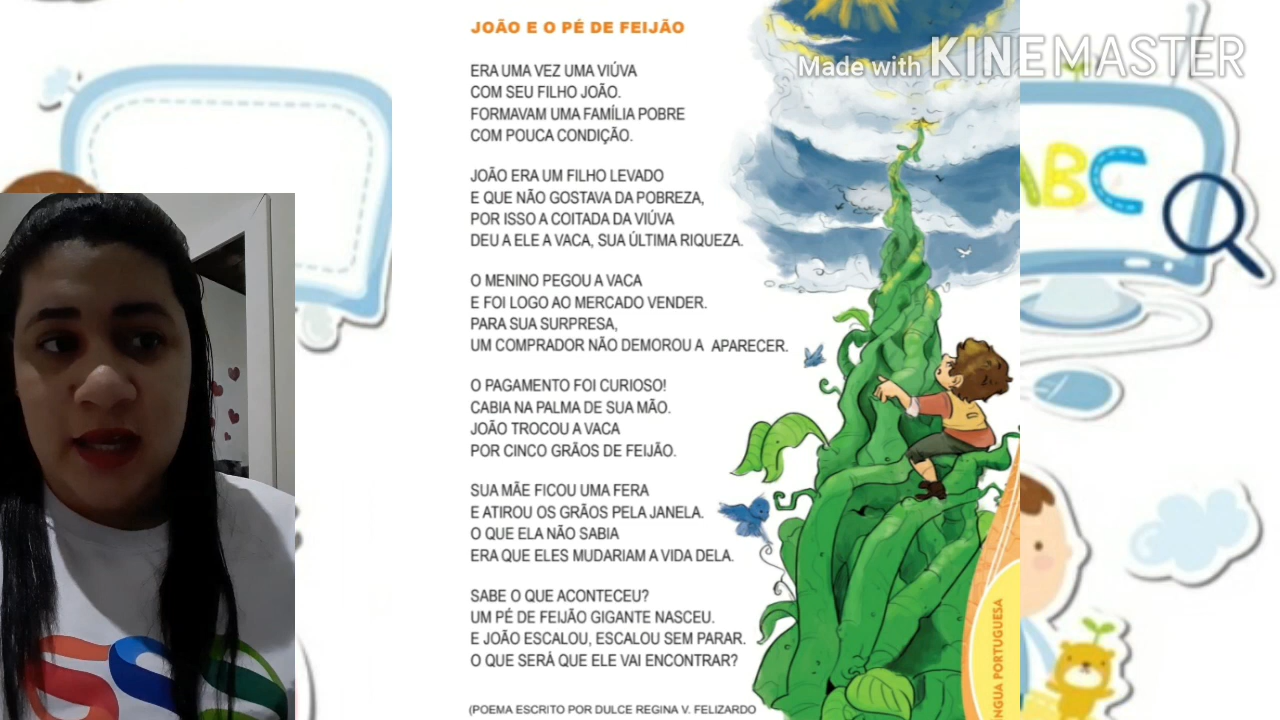 JOÃO E O PÉ DE FEIJÃO
ERA UMA VEZ UMA VIÚVA
COM SEU FILHO JOÃO.
FORMAVAM UMA FAMÍLIA POBRE
COM POUCA CONDIÇÃO.
JOÃO ERA UM FILHO LEVADO
E QUE NÃO GOSTAVA DA POBREZA,
POR ISSO A COITADA DA VIÚVA
DEU A ELE A VACA, SUA ÚLTIMA RIQUEZA.
O MENINO PEGOU A VACA
E FOI LOGO AO MERCADO VENDER.
PARA SUA SURPRESA,
UM COMPRADOR NÃO DEMOROU A APARECER.
O PAGAMENTO FOI CURIOSO!
CABIA NA PALMA DE SUA MÃO.
JOÃO TROCOU A VACA
POR CINCO GRÃOS DE FEIJÃO.
SUA MÃE FICOU UMA FERA
E ATIROU OS GRÃOS PELA JANELA.
O QUE ELA NÃO SABIA
ERA QUE ELES MUDARIAM A VIDA DELA.
SABE O QUE ACONTECEU?
UM PÉ DE FEIJÃO GIGANTE NASCEU.
E JOÃO ESCALOU, ESCALOU SEM PARAR.
O QUE SERÁ QUE ELE VAI ENCONTRAR?
(POEMA ESCRITO POR DULCE REGINA V. FELIZARDO
Made with KINEMASTER
ABC
NGUA PORTUGUESA